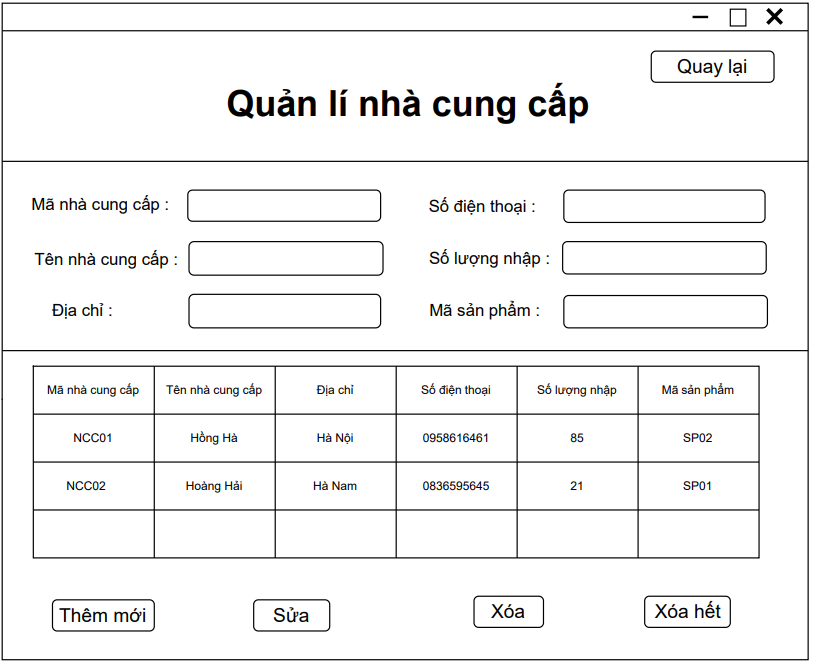 Quay lại
Quản lí nhà cung cấp
Mã nhà cung cấp :
Số điện thoại :
Tên nhà cung cấp :
Số lượng nhập :
Địa chỉ :
Mã sản phẩm :
Mã nhà cung cấp Tên nhà cung cấp Địa chỉ Số điện thoại Số lượng nhập Mã sản phẩm
NCC01 Hồng Hà Hà Nội 0958616461 85 SP02
NCC02 Hoàng Hải Hà Nam 0836595645 21 SP01
Thêm mới Sửa Xóa Xóa hết